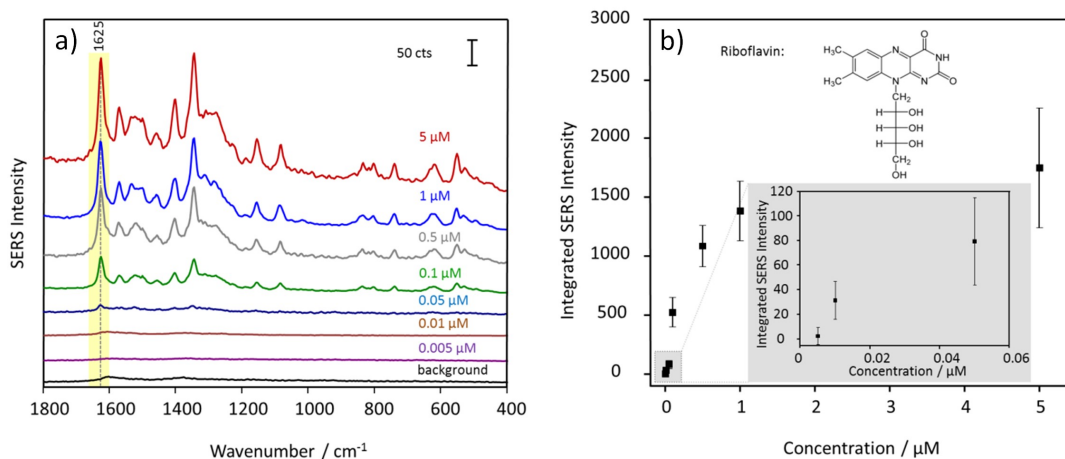 a)
1625
50 cts
5 µM
1 µM
0.5 µM
0.1 µM
0.05 µM
0.01 µM
0.005 µM
background
SERS Intensity
1800 1600 1400 1200 1000 800 600 400
Wavenumber / cm⁻¹
b)
Riboflavin:
H₃C
H₃C
N
O
NH
N
N
O
CH₂
H
OH
H
OH
H
OH
CH₂
OH
3000
2500
2000
1500
1000
500
0
Integrated SERS Intensity
120
100
80
60
40
20
0
Integrated SERS Intensity
0 0.02 0.04 0.06
Concentration / µM
0 1 2 3 4 5
Concentration / µM